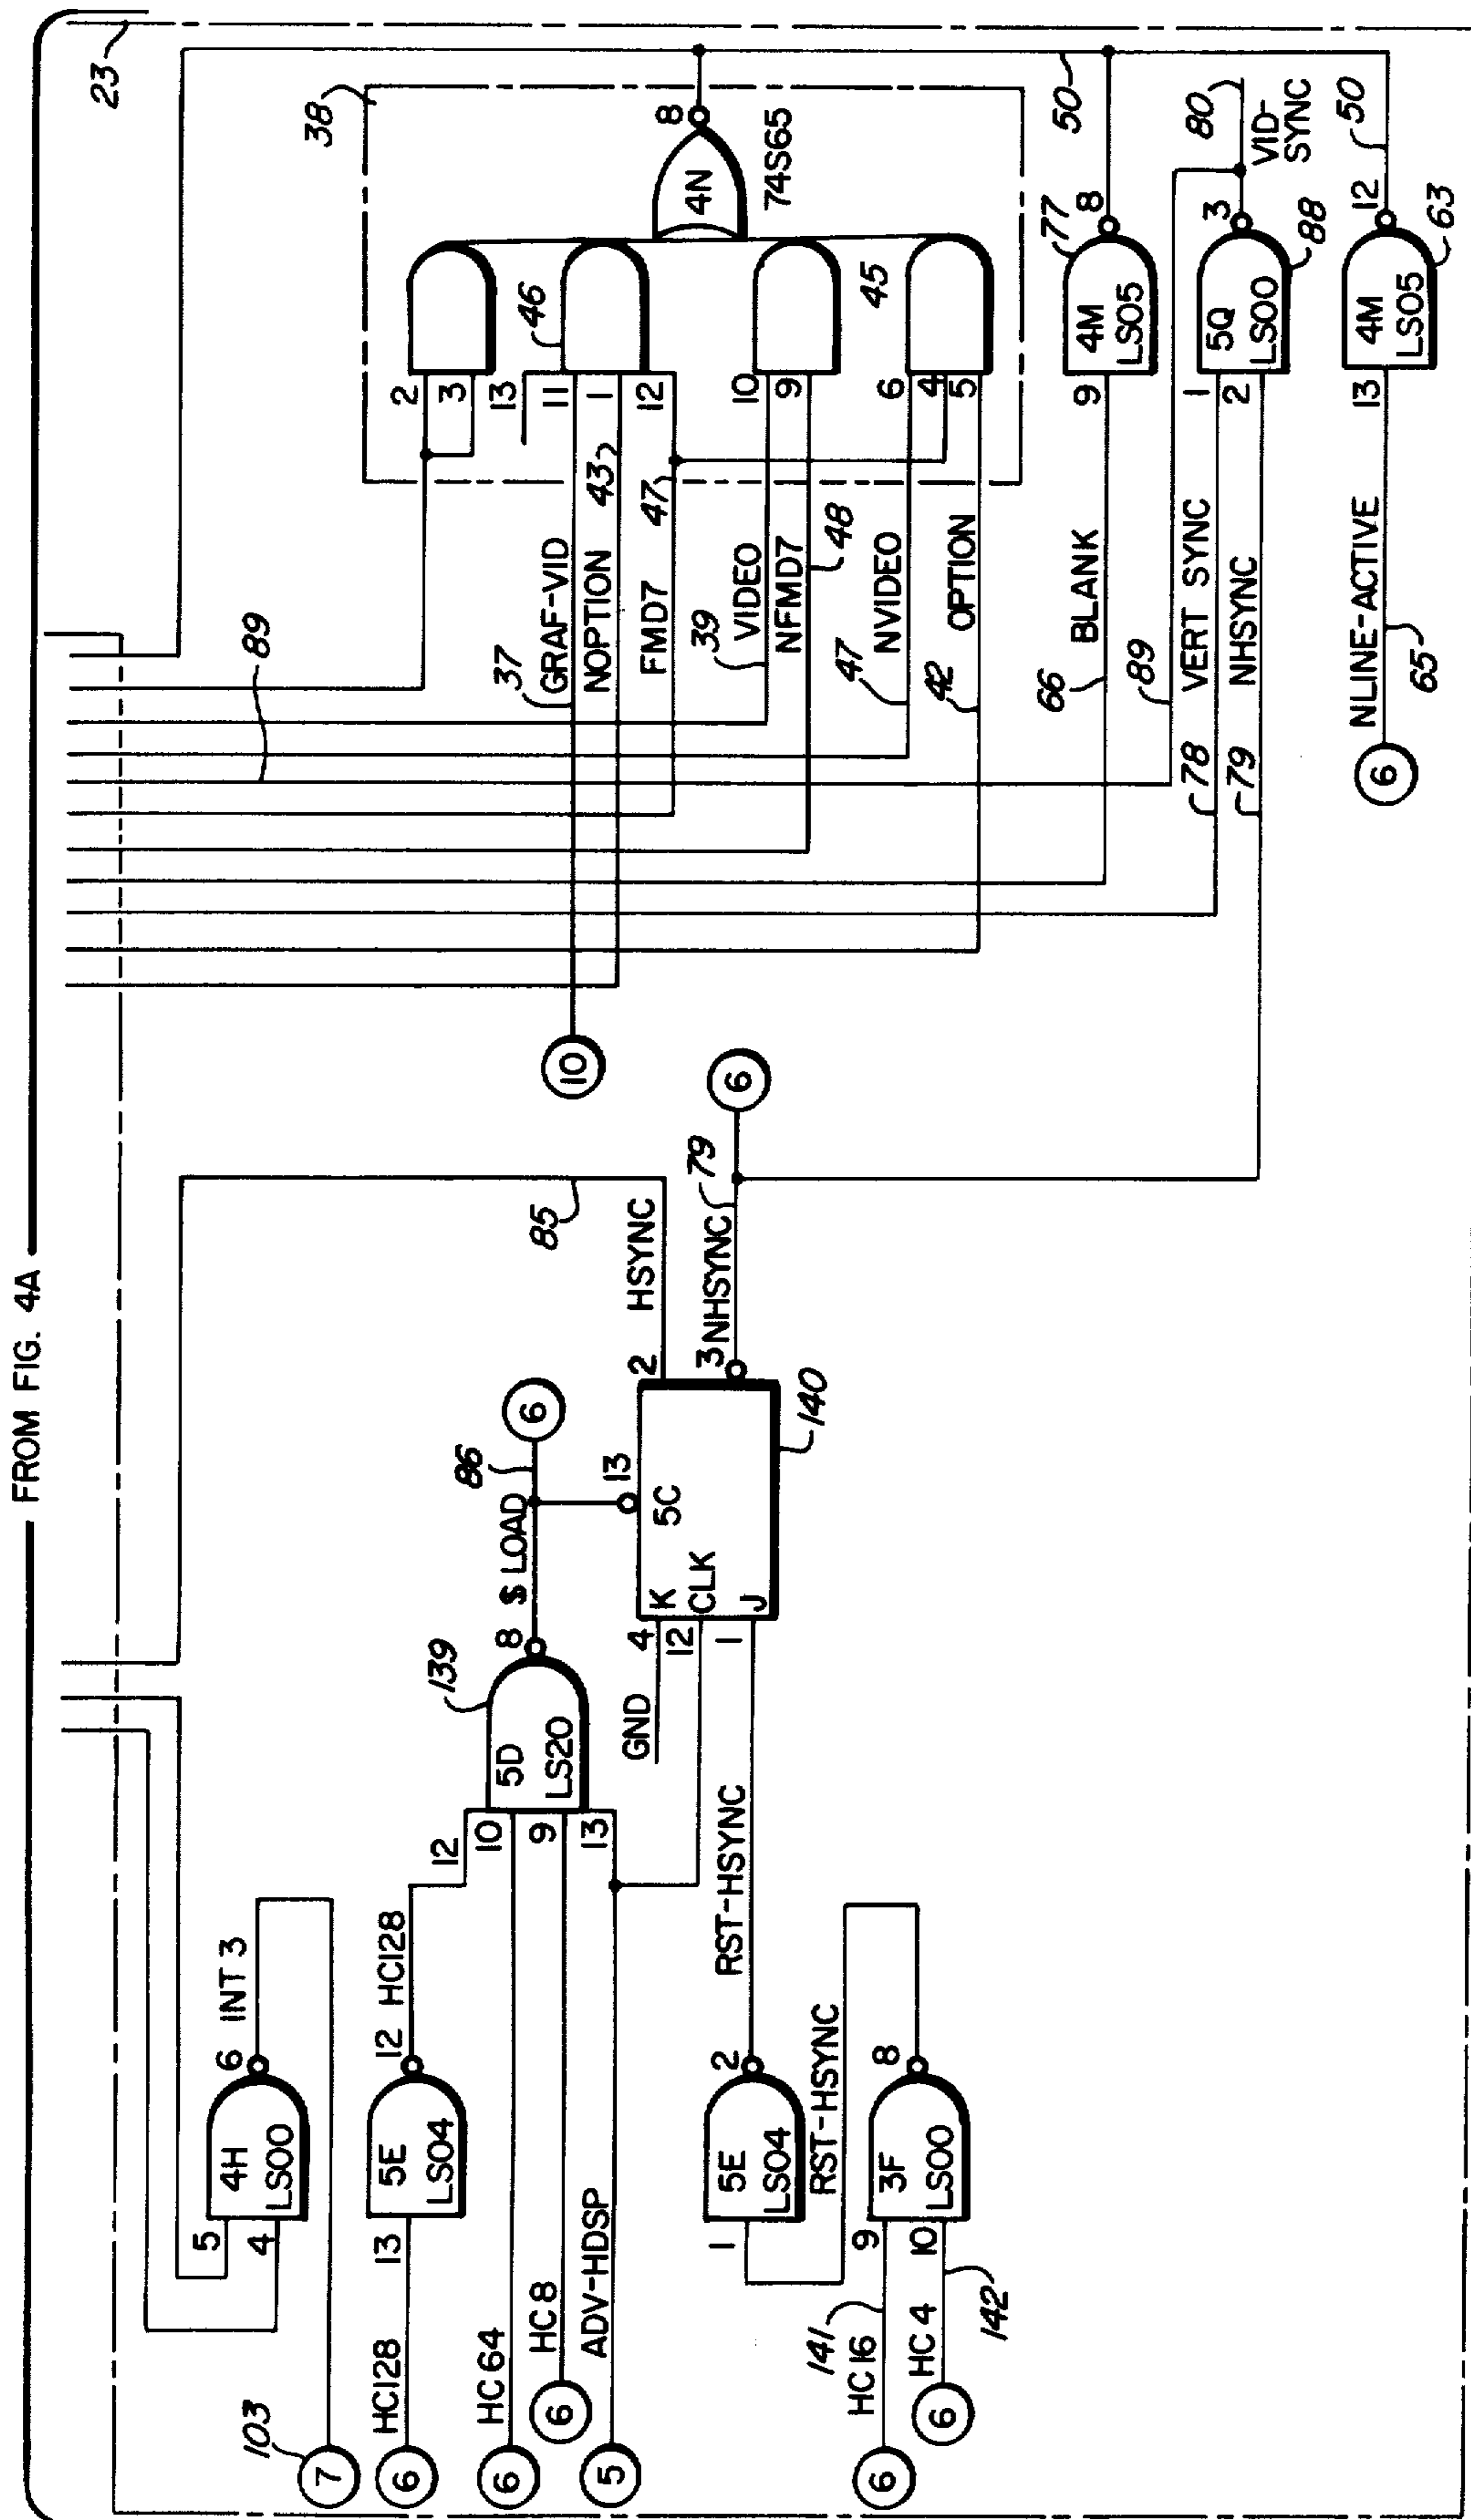 FROM FIG. 4A
23
103
7
4H
LS00
5
4
6
INT 3
HC128
6
13
5E
LS04
12
HC128
HC64
6
HC 8
6
ADV-HDSP
5
12
10
9
13
5D
LS20
139
8
$ LOAD
86
6
GND
4
12
1
K
CLK
J
5C
13
140
2
HSYNC
85
3
NHSYNC
79
6
RST-HSYNC
1
5E
LS04
2
RST-HSYNC
141
HC16
6
HC 4
6
142
9
10
3F
LS00
8
89
10
37
GRAF-VID
NOPTION
43
FMD7
47
39
VIDEO
NFMD7
48
47
NVIDEO
42
OPTION
38
2
3
13
11
1
12
46
10
9
6
4
5
45
4N
8
74S65
50
66
BLANK
9
4M
LS05
77
8
89
78
VERT SYNC
79
NHSYNC
1
2
5Q
LS00
88
3
80
VID-
SYNC
6
NLINE-ACTIVE
65
13
4M
LS05
63
12
50